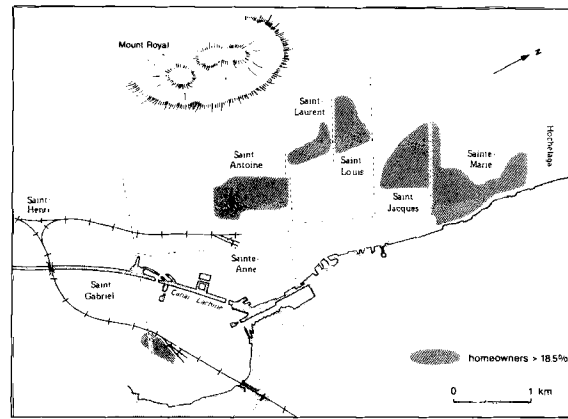 Mount Royal
N
Saint-
Laurent
Saint
Antoine
Saint
Louis
Sainte-
Marie
Hochelaga
Saint-
Henri
Saint
Jacques
Sainte-
Anne
Saint
Gabriel
Canal Lachine
homeowners > 18.5%
0 1 km